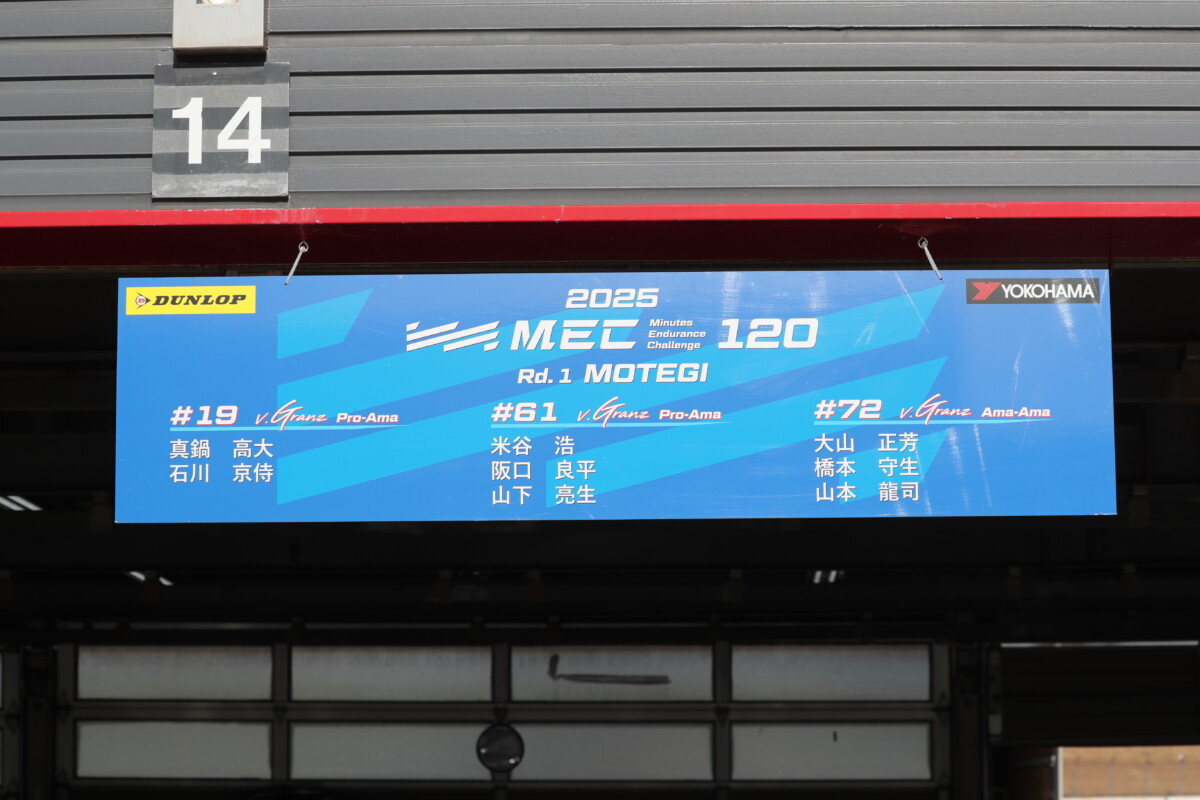 14
DUNLOP
YOKOHAMA
2025
MEC Minutes Endurance Challenge 120
Rd. 1 MOTEGI
#19 v.Granz Pro-Ama
真鍋 高大
石川 京侍
#61 v.Granz Pro-Ama
米谷 浩
阪口 良平
山下 亮生
#72 v.Granz Ama-Ama
大山 正芳
橋本 守生
山本 龍司